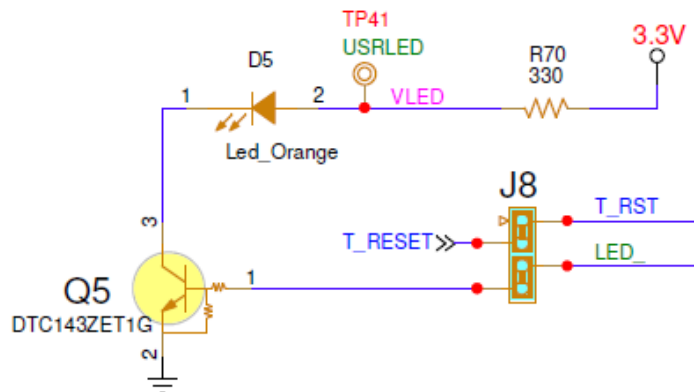 TP41
USRLED
3.3V
D5
R70
330
1
2
VLED
Led_Orange
J8
3
T_RST
T_RESET
LED_
Q5
1
DTC143ZET1G
2